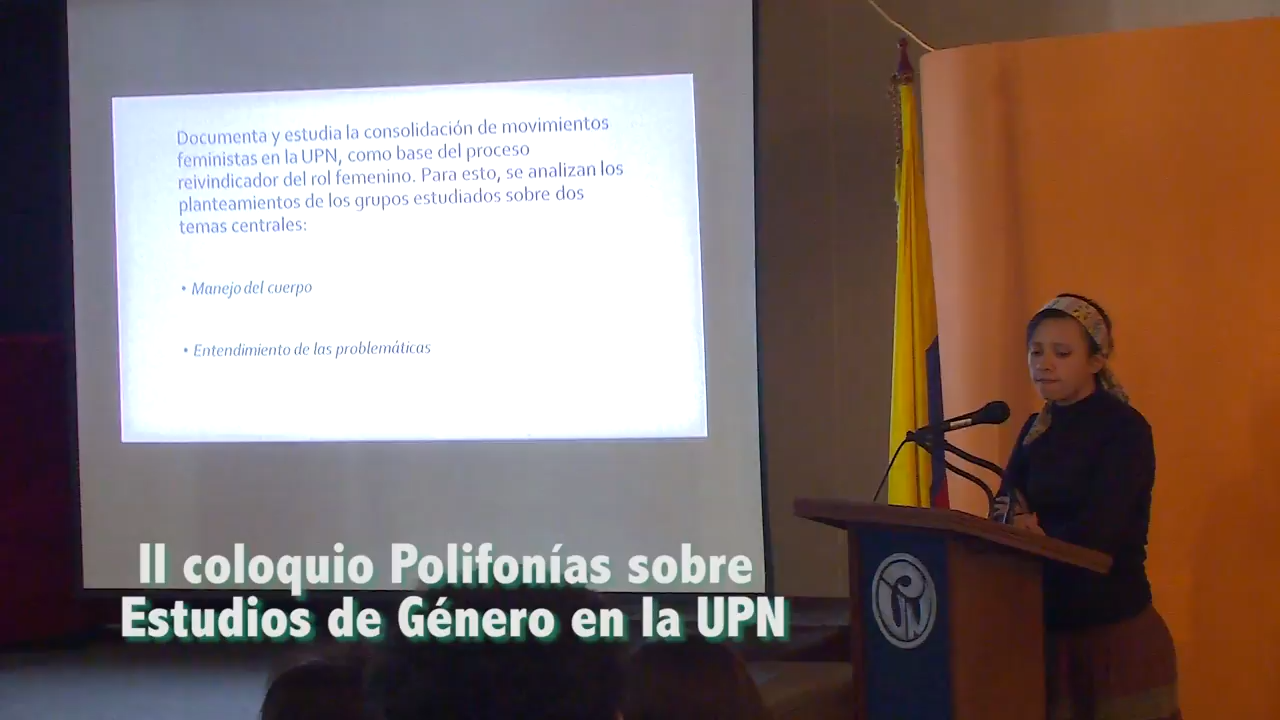 Documenta y estudia la consolidación de movimientos
feministas en la UPN, como base del proceso
reivindicador del rol femenino. Para esto, se analizan los
planteamientos de los grupos estudiados sobre dos
temas centrales:
• Manejo del cuerpo
• Entendimiento de las problemáticas
II coloquio Polifonías sobre
Estudios de Género en la UPN